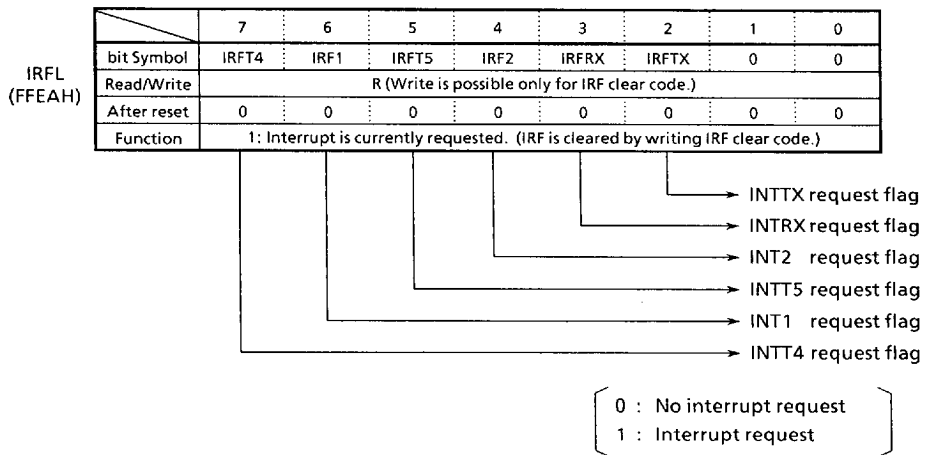 7 6 5 4 3 2 1 0
bit Symbol IRFT4 IRF1 IRFT5 IRF2 IRFRX IRFTX 0 0
IRFL
(FFEAH)
Read/Write R (Write is possible only for IRF clear code.)
After reset 0 0 0 0 0 0 0 0
Function 1: Interrupt is currently requested. (IRF is cleared by writing IRF clear code.)
INTTX request flag
INTRX request flag
INT2 request flag
INTT5 request flag
INT1 request flag
INTT4 request flag
0 : No interrupt request
1 : Interrupt request